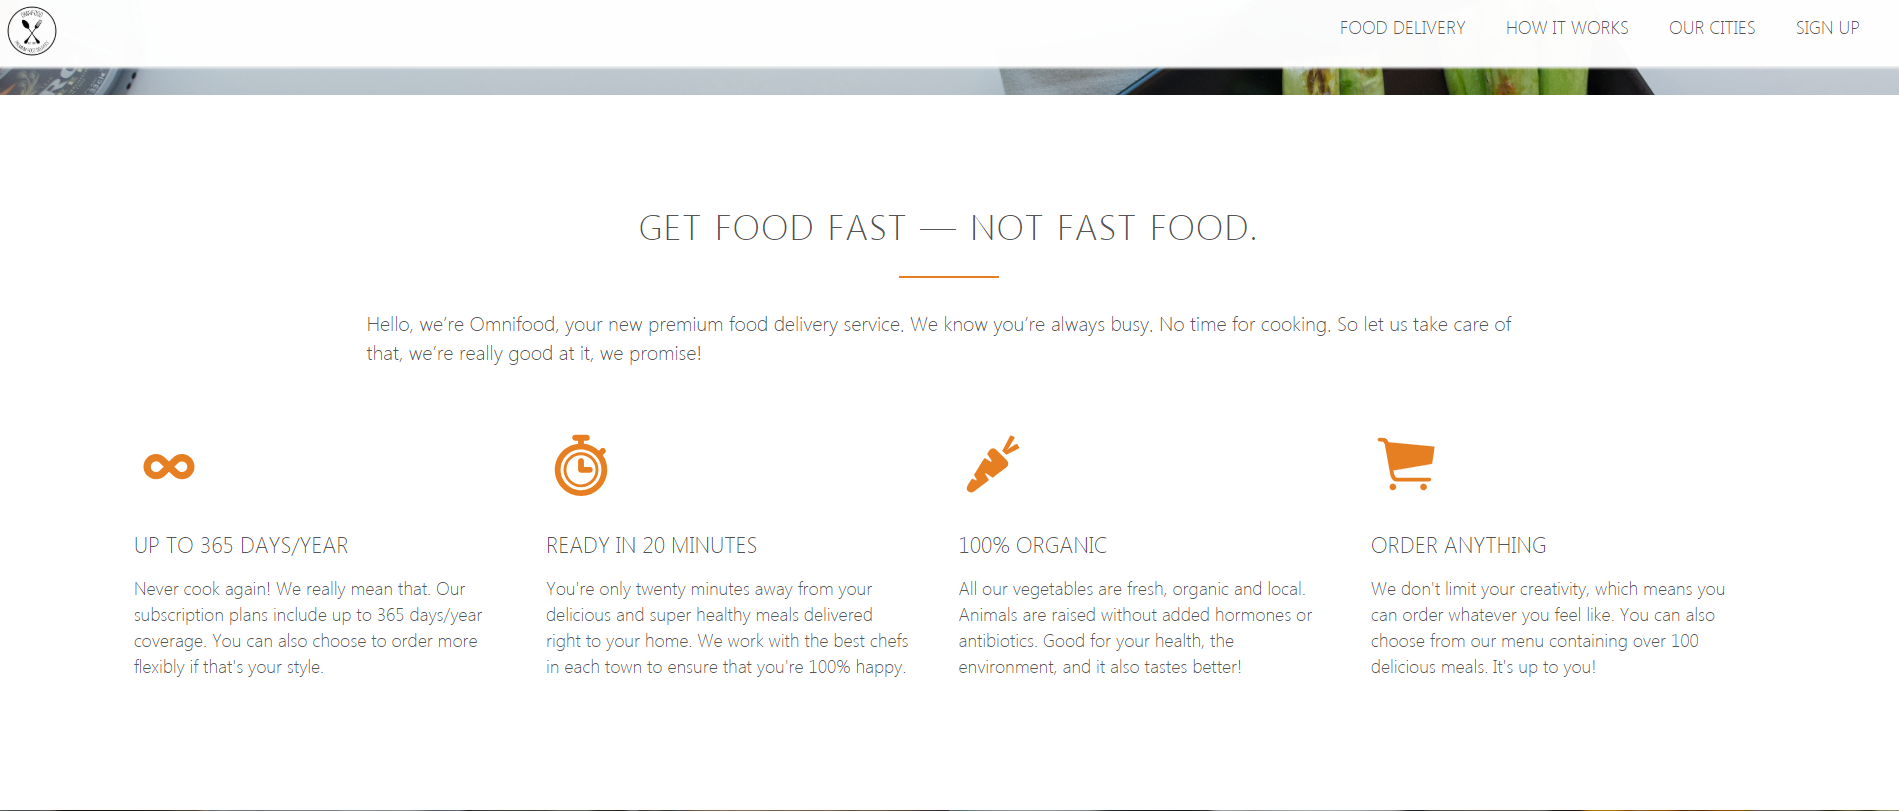 OMNIFOOD
PREMIUM FOOD DELIVERY
FOOD DELIVERY
HOW IT WORKS
OUR CITIES
SIGN UP
GET FOOD FAST — NOT FAST FOOD.
Hello, we’re Omnifood, your new premium food delivery service. We know you’re always busy. No time for cooking. So let us take care of
that, we’re really good at it, we promise!
UP TO 365 DAYS/YEAR
Never cook again! We really mean that. Our
subscription plans include up to 365 days/year
coverage. You can also choose to order more
flexibly if that's your style.
READY IN 20 MINUTES
You're only twenty minutes away from your
delicious and super healthy meals delivered
right to your home. We work with the best chefs
in each town to ensure that you're 100% happy.
100% ORGANIC
All our vegetables are fresh, organic and local.
Animals are raised without added hormones or
antibiotics. Good for your health, the
environment, and it also tastes better!
ORDER ANYTHING
We don't limit your creativity, which means you
can order whatever you feel like. You can also
choose from our menu containing over 100
delicious meals. It's up to you!